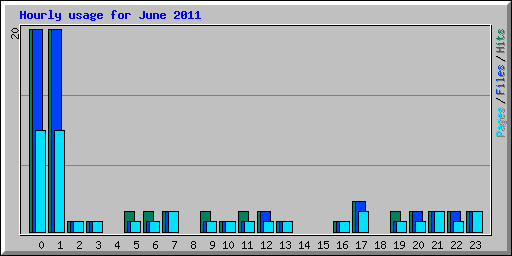 Hourly usage for June 2011
20
Pages/Files/Hits
0 1 2 3 4 5 6 7 8 9 10 11 12 13 14 15 16 17 18 19 20 21 22 23